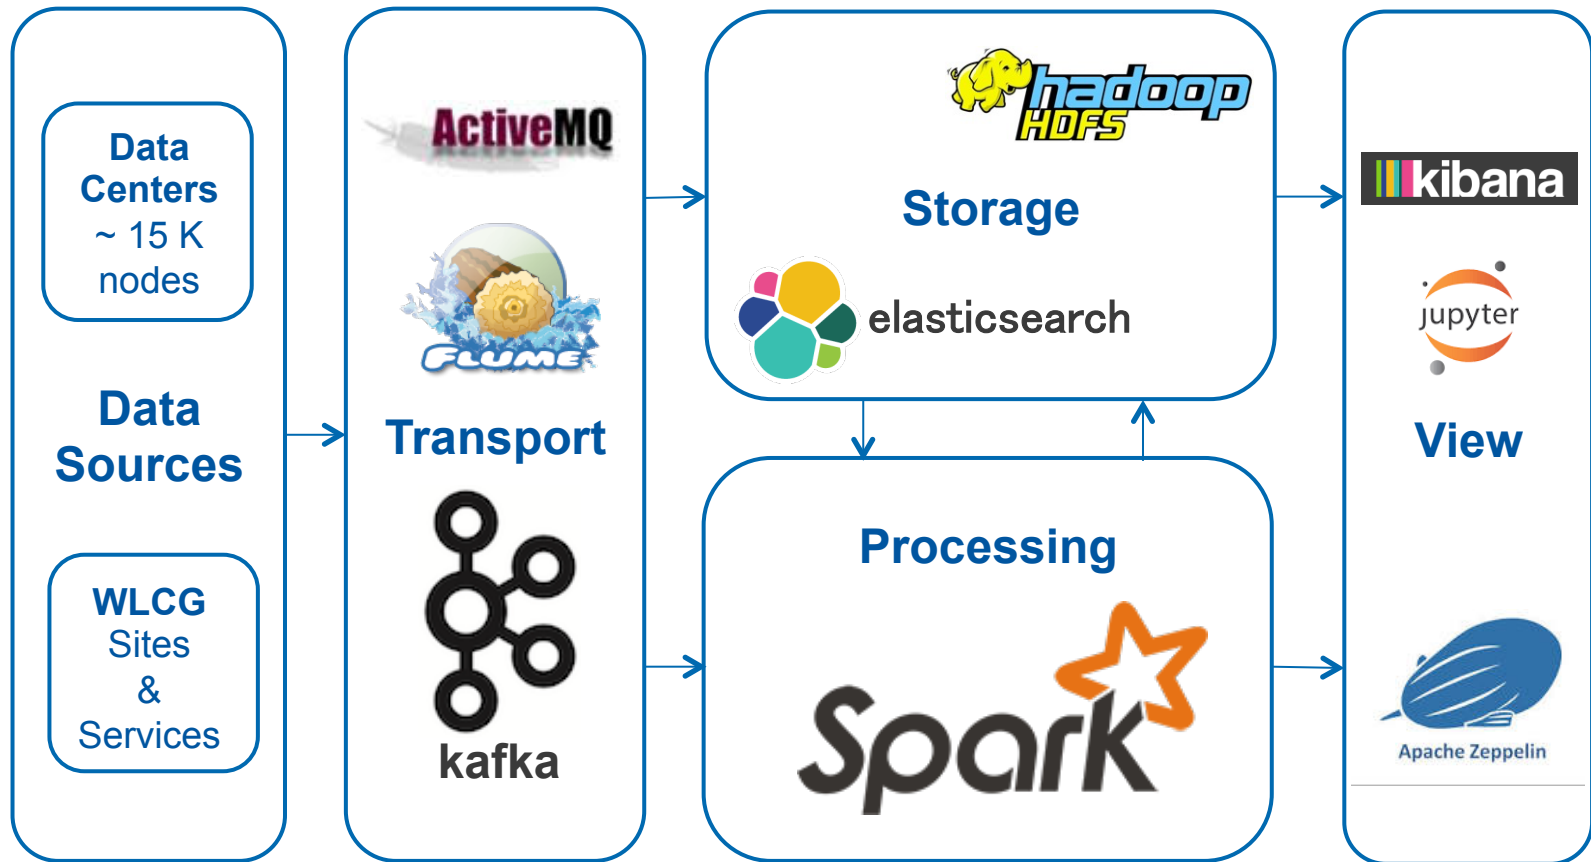 Data
Centers
~ 15 K
nodes
Data
Sources
WLCG
Sites
&
Services
ActiveMQ
FLUME
Transport
kafka
hadoop
HDFS
Storage
elasticsearch
Processing
Spark
kibana
jupyter
View
Apache Zeppelin